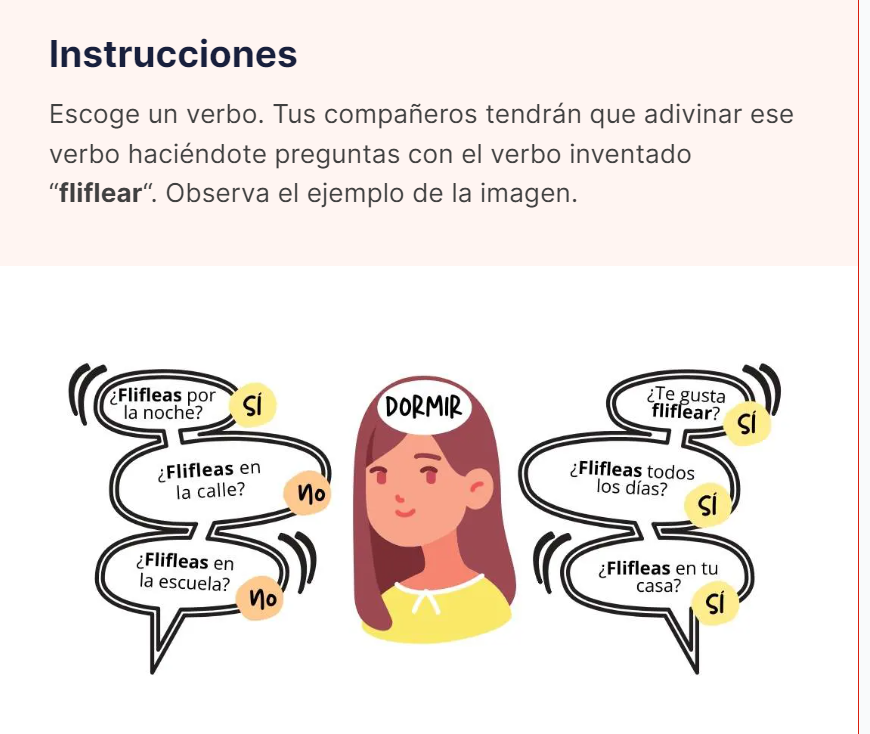 Instrucciones
Escoge un verbo. Tus compañeros tendrán que adivinar ese
verbo haciéndote preguntas con el verbo inventado
“fliflear“. Observa el ejemplo de la imagen.
¿Flifleas por
la noche?
SÍ
¿Flifleas en
la calle?
No
¿Flifleas en
la escuela?
No
DORMIR
¿Te gusta
fliflear?
SÍ
¿Flifleas todos
los días?
SÍ
¿Flifleas en tu
casa?
SÍ